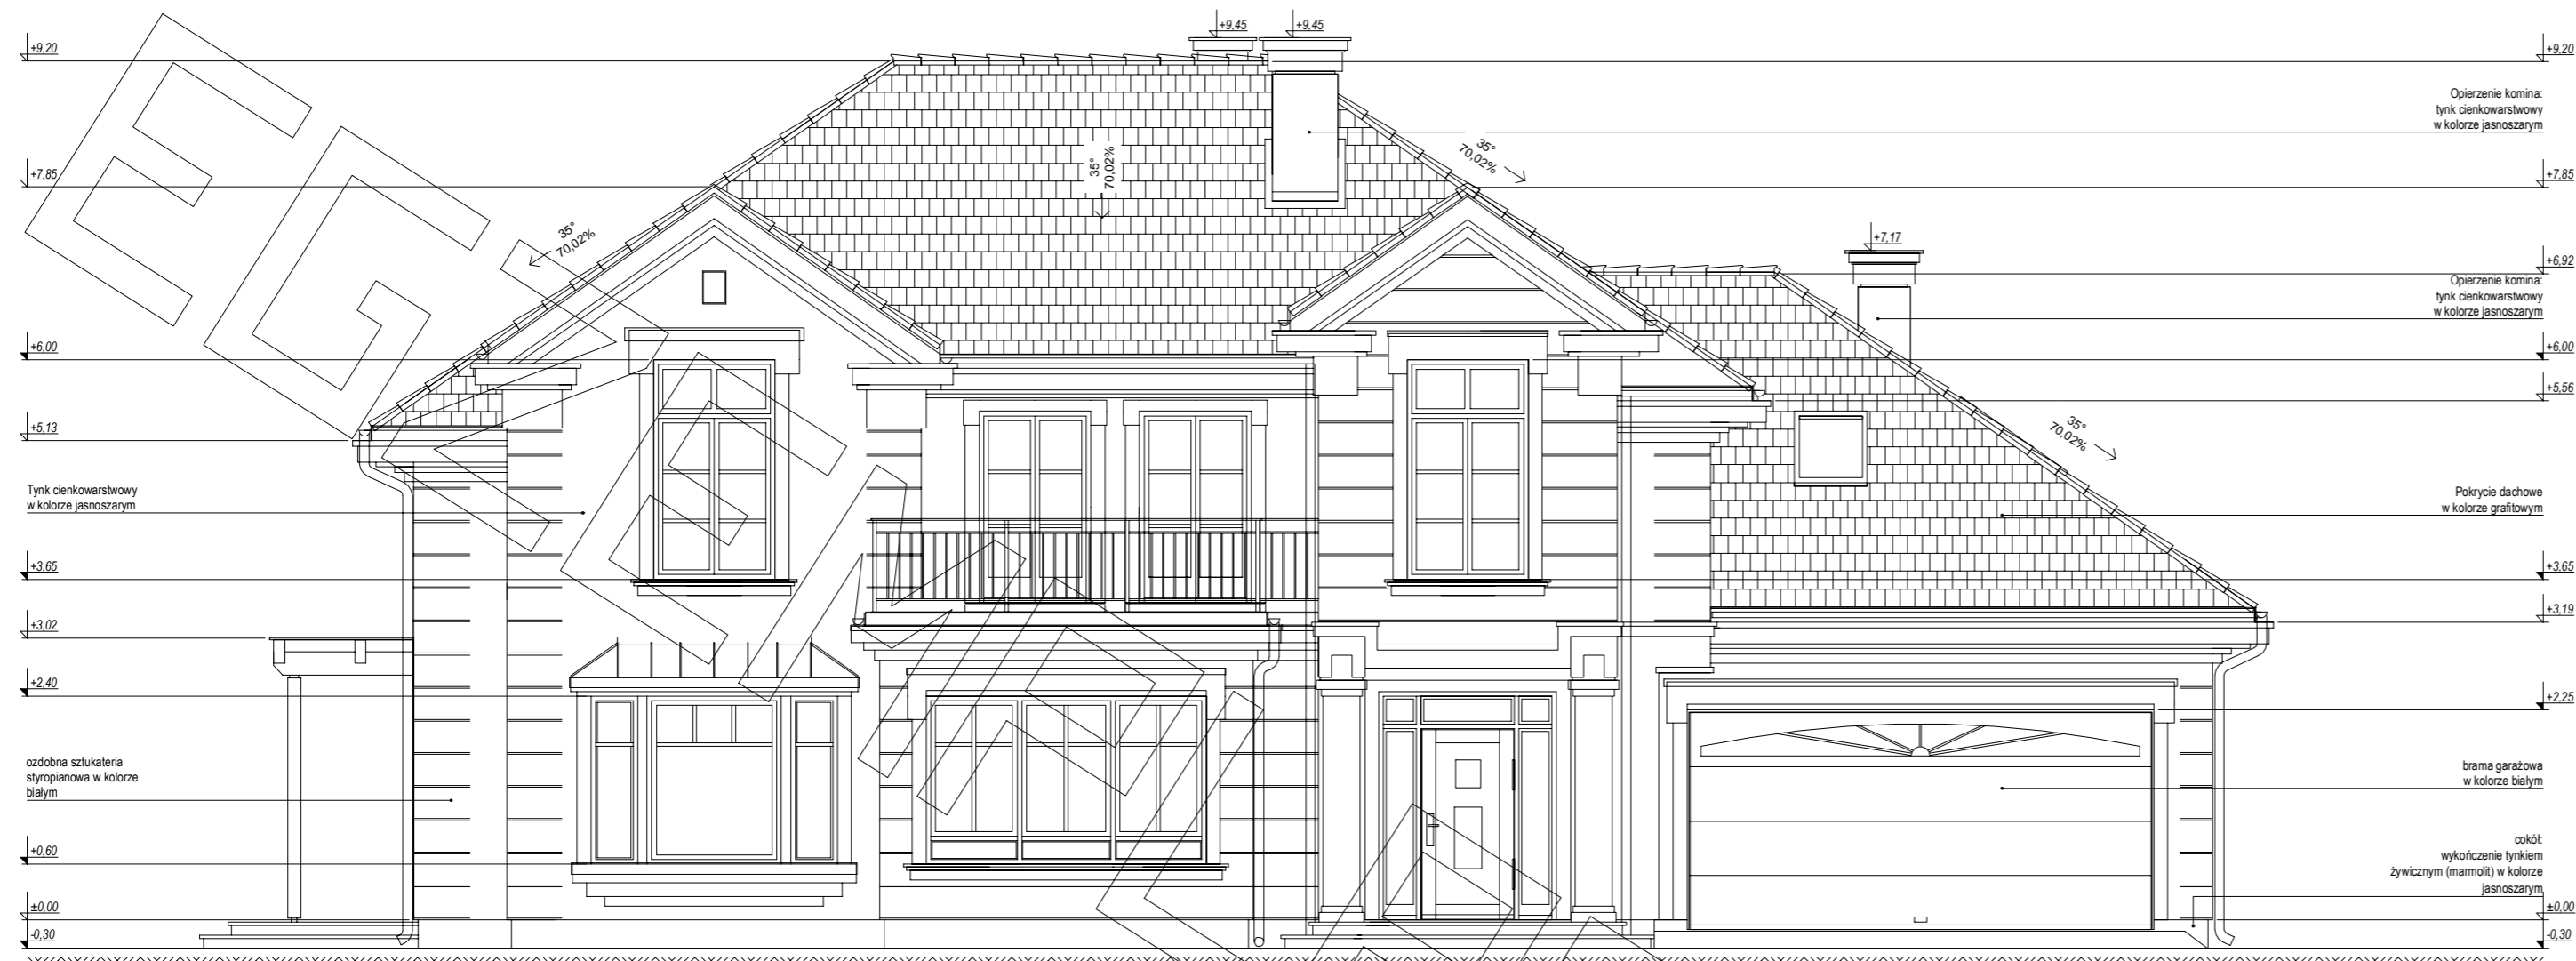 +9,45
+9,45
+9,20
+9,20
Opierzenie komina:
tynk cienkowarstwowy
w kolorze jasnoszarym
35°
70,02%
35°
70,02%
+7,85
+7,85
35°
70,02%
+7,17
+6,92
Opierzenie komina:
tynk cienkowarstwowy
w kolorze jasnoszarym
+6,00
+6,00
+5,56
+5,13
35°
70,02%
Tynk cienkowarstwowy
w kolorze jasnoszarym
Pokrycie dachowe
w kolorze grafitowym
+3,65
+3,65
+3,02
+3,19
+2,40
+2,25
ozdobna sztukateria
styropianowa w kolorze
białym
brama garażowa
w kolorze białym
+0,60
cokół:
wykończenie tynkiem
żywicznym (marmolit) w kolorze
jasnoszarym
±0,00
±0,00
-0,30
-0,30